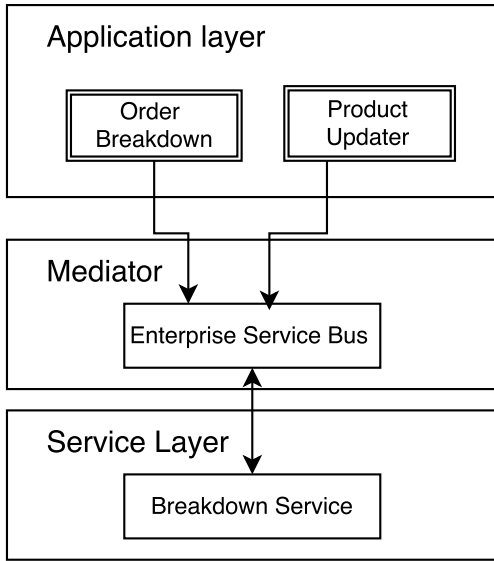 Application layer
Order
Breakdown
Product
Updater
Mediator
Enterprise Service Bus
Service Layer
Breakdown Service